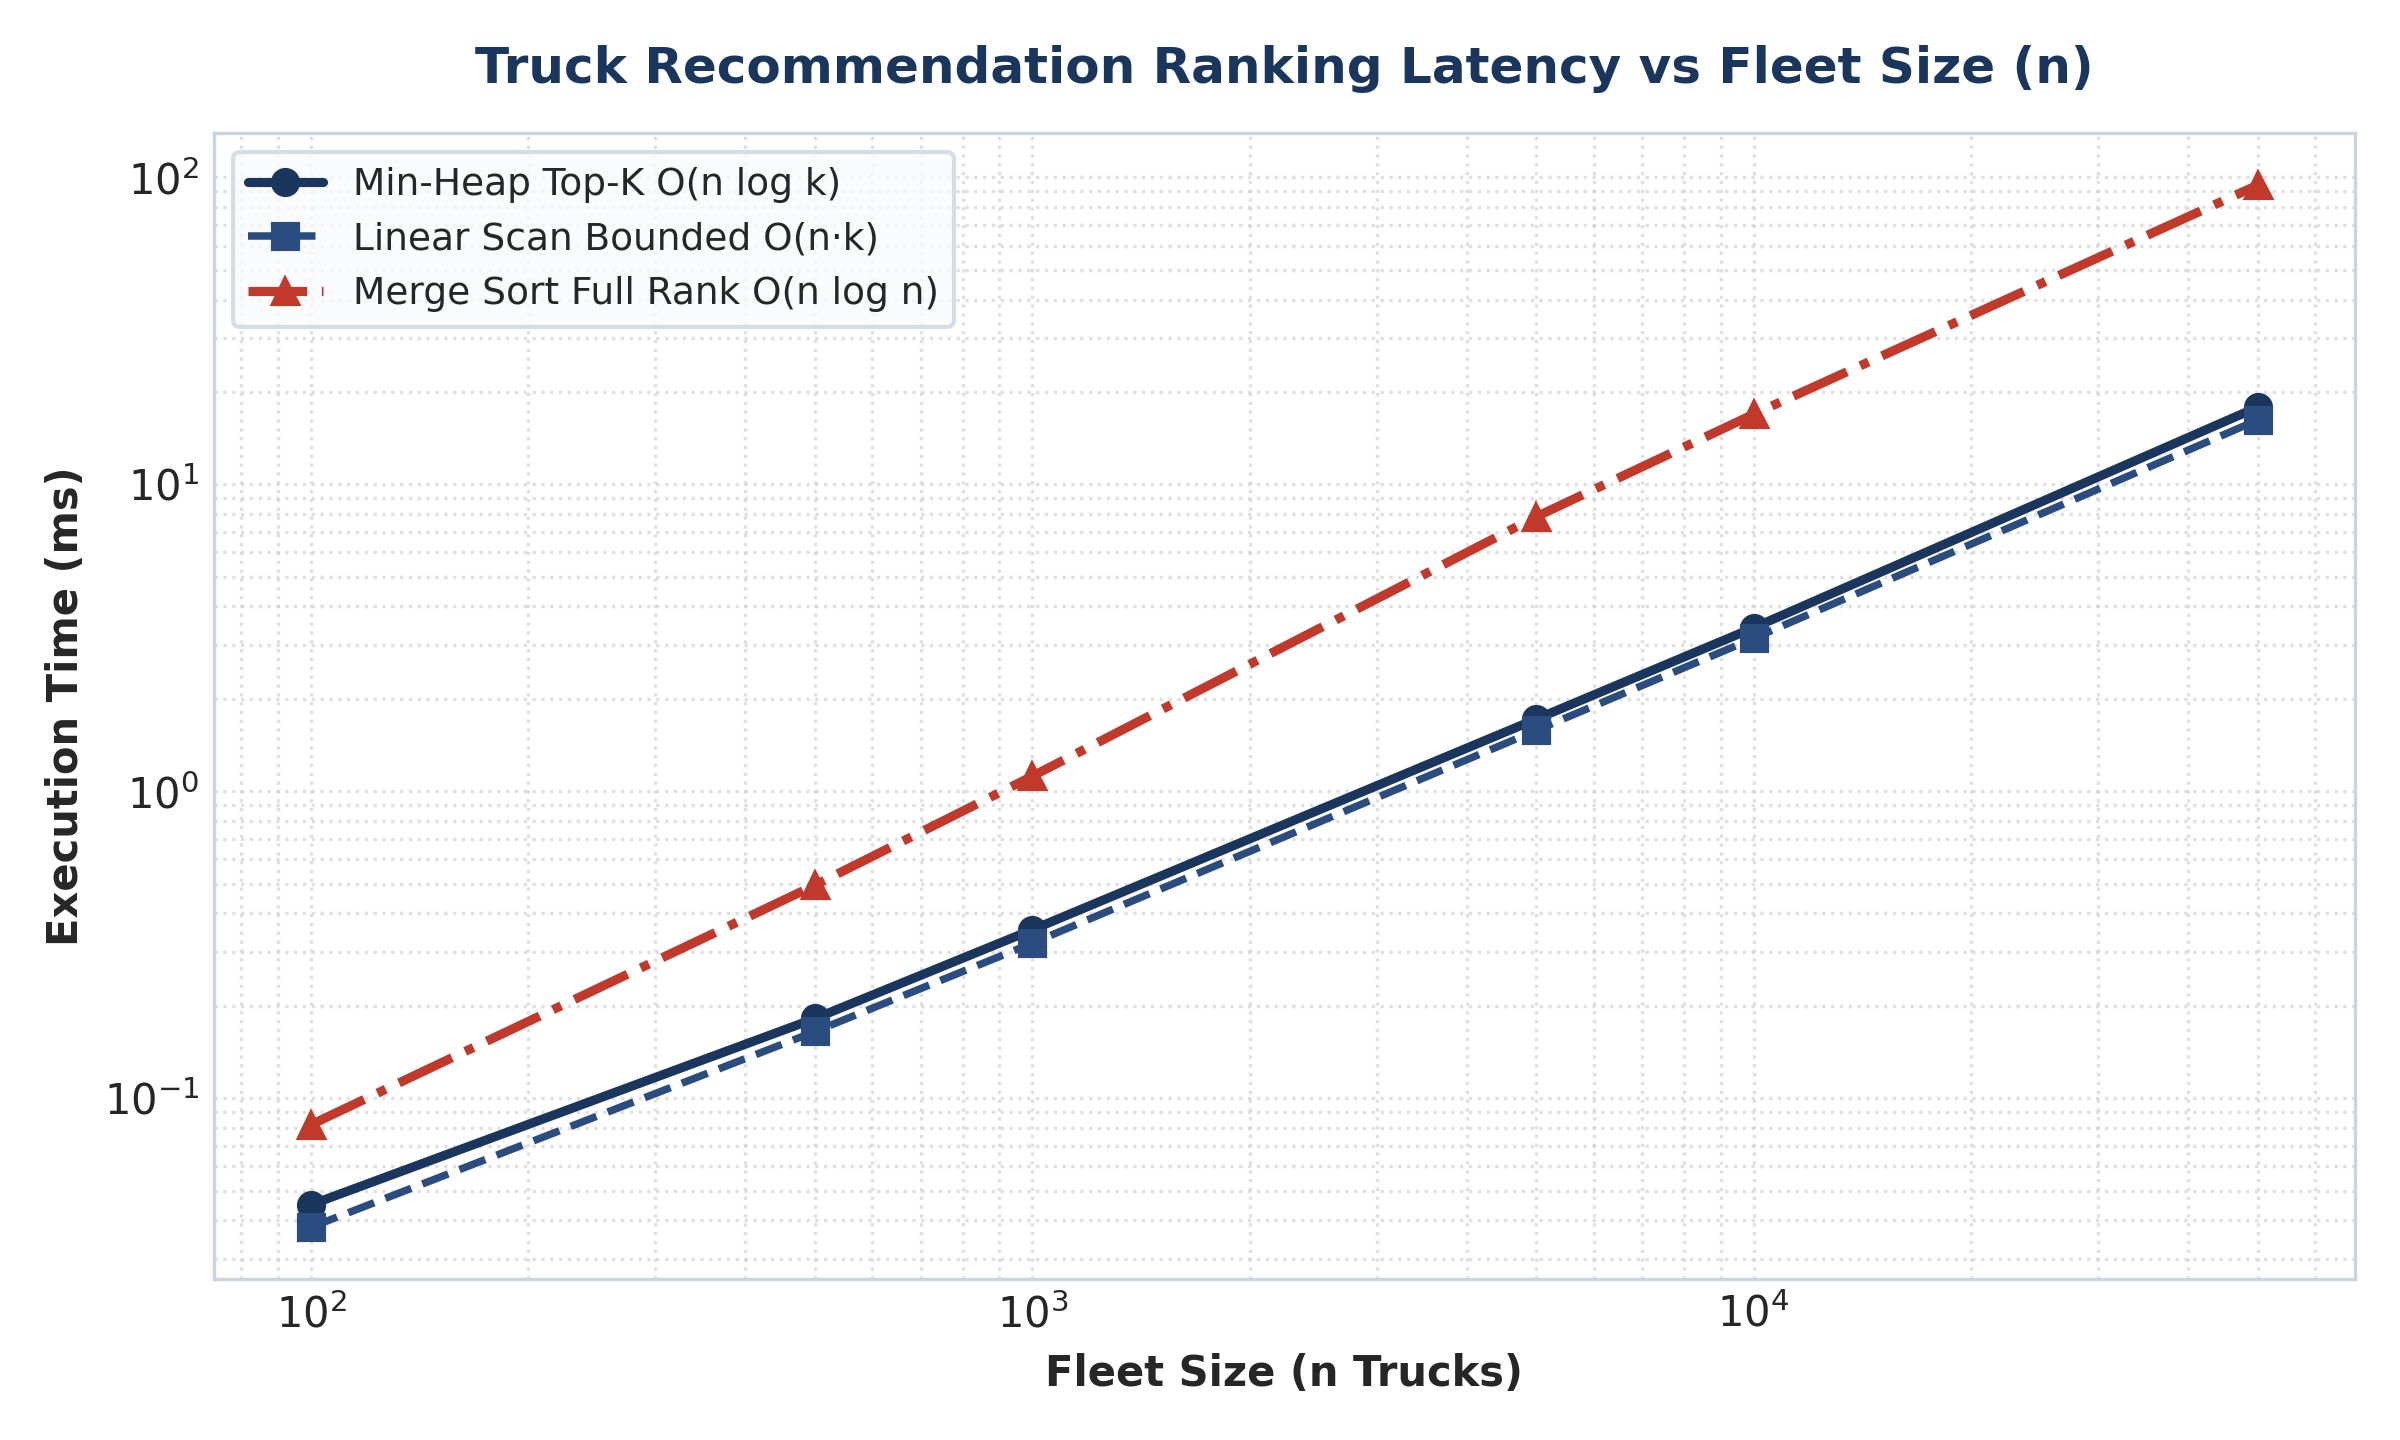 Truck Recommendation Ranking Latency vs Fleet Size (n)
Min-Heap Top-K O(n log k)
Linear Scan Bounded O(n·k)
Merge Sort Full Rank O(n log n)
Execution Time (ms)
10²
10¹
10⁰
10⁻¹
10² 10³ 10⁴
Fleet Size (n Trucks)